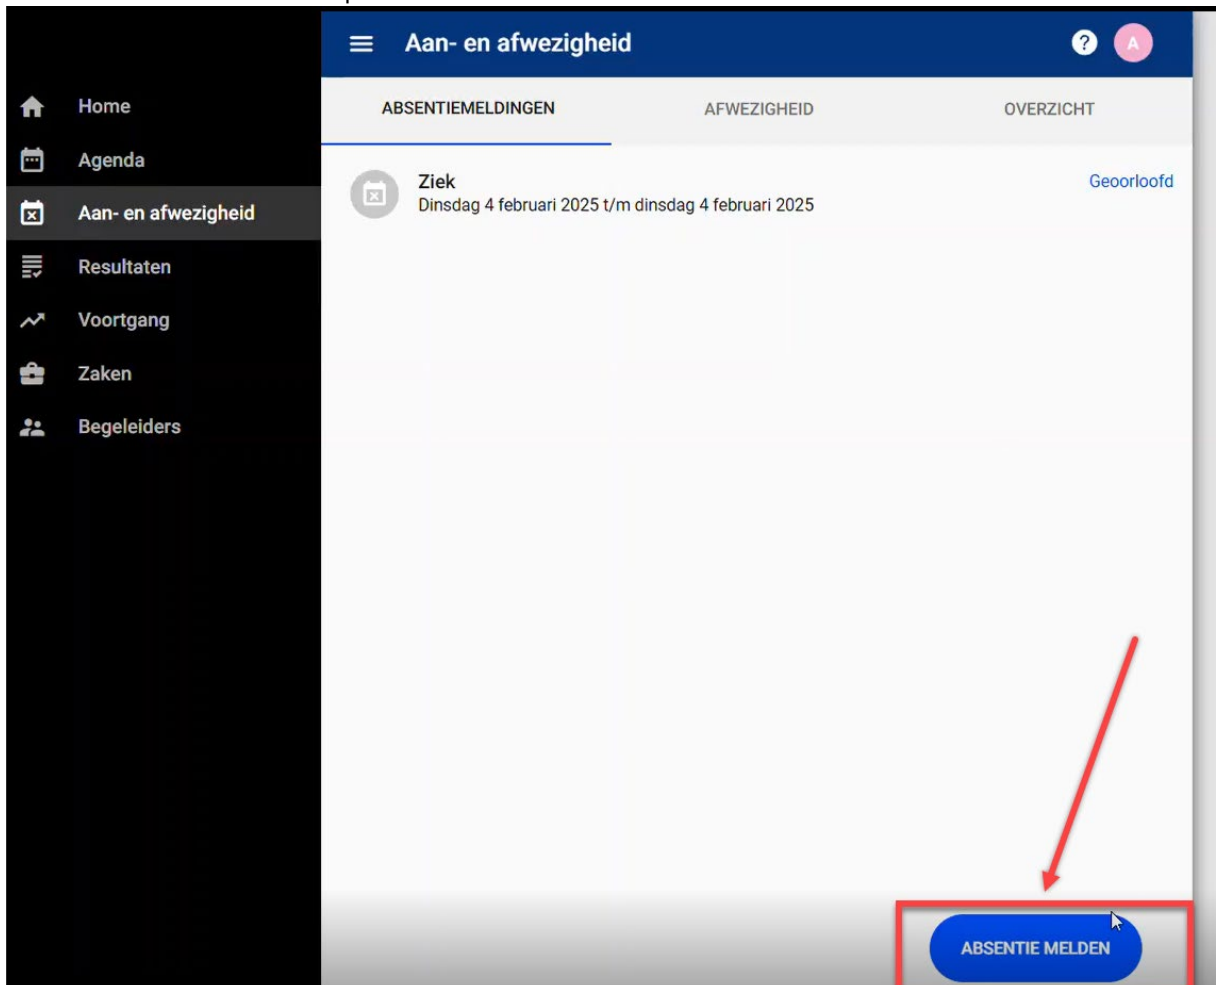 Aan- en afwezigheid
?
A
Home
Agenda
Aan- en afwezigheid
Resultaten
Voortgang
Zaken
Begeleiders
ABSENTIEMELDINGEN
AFWEZIGHEID
OVERZICHT
Ziek
Geoorloofd
Dinsdag 4 februari 2025 t/m dinsdag 4 februari 2025
ABSENTIE MELDEN